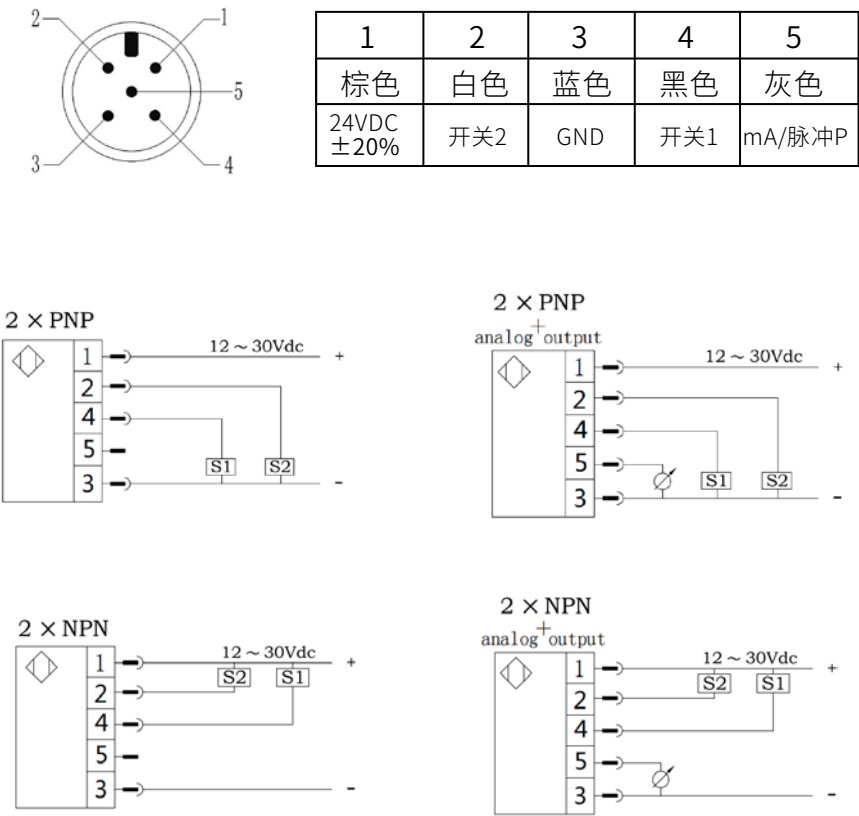 2
1
5
3
4
1 2 3 4 5
棕色 白色 蓝色 黑色 灰色
24VDC
±20%
开关2 GND 开关1 mA/脉冲P
2 × PNP
1
2
4
5
3
12～30Vdc +
S1 S2
-
2 × PNP
+
analog output
1
2
4
5
3
12～30Vdc +
S1 S2
-
2 × NPN
1
2
4
5
3
12～30Vdc +
S2 S1
-
2 × NPN
+
analog output
1
2
4
5
3
12～30Vdc +
S2 S1
-